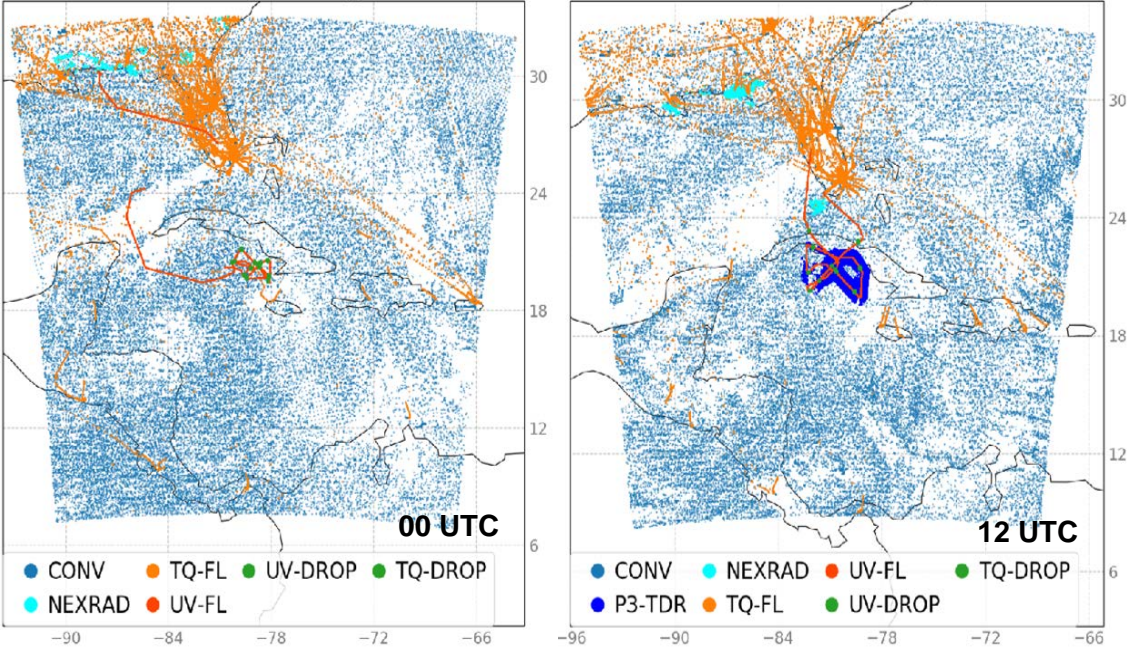 30
24
18
12
6
00 UTC
CONV TQ-FL UV-DROP TQ-DROP
NEXRAD UV-FL
−90 −84 −78 −72 −66
30
24
18
12
6
12 UTC
CONV NEXRAD UV-FL TQ-DROP
P3-TDR TQ-FL UV-DROP
−96 −90 −84 −78 −72 −66